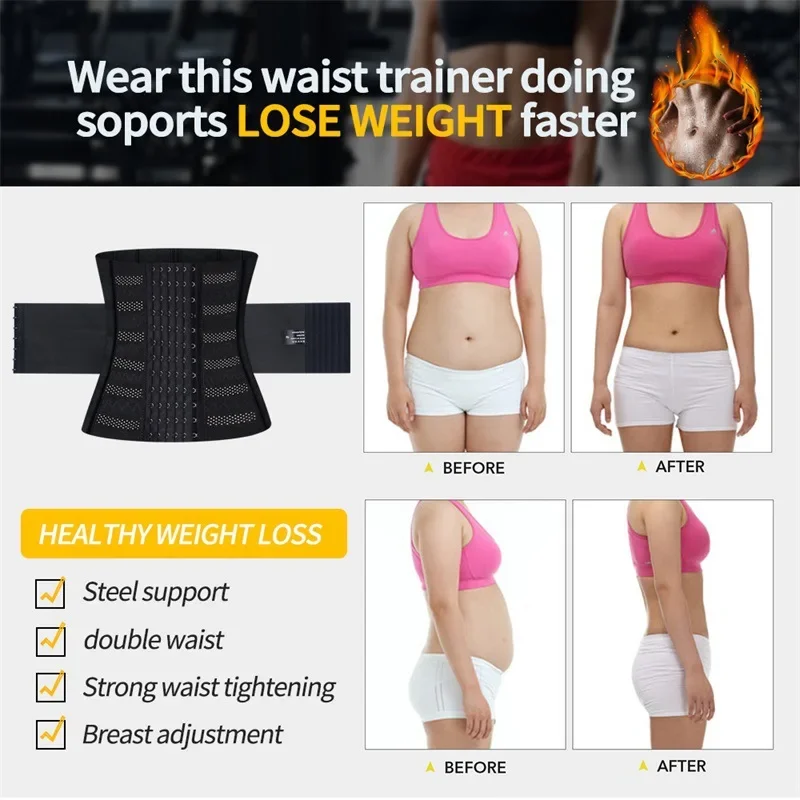 Wear this waist trainer doing
soports LOSE WEIGHT faster
BEFORE
AFTER
HEALTHY WEIGHT LOSS
Steel support
double waist
Strong waist tightening
Breast adjustment
BEFORE
AFTER